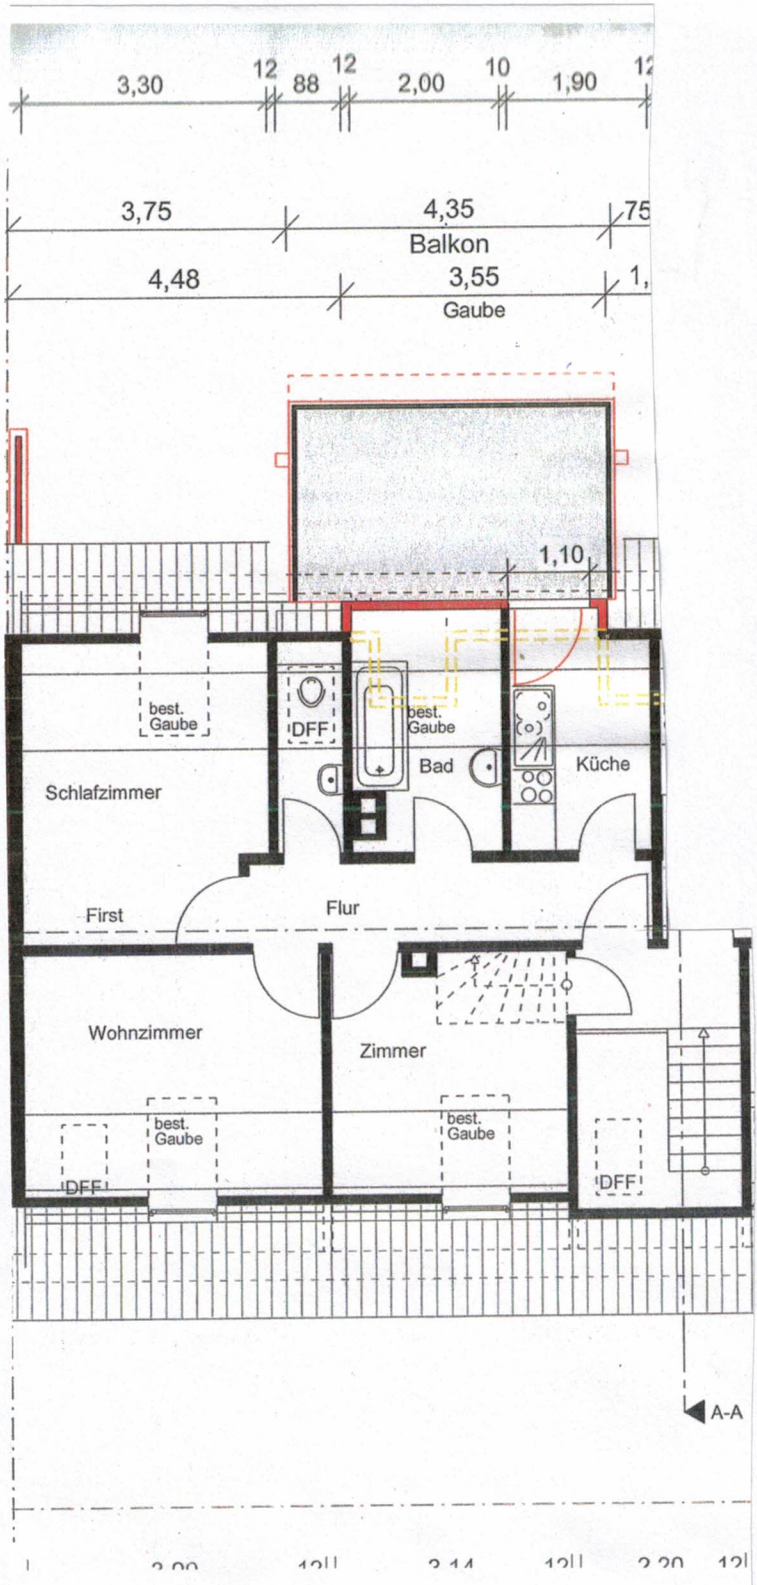 3,30 12 88 12 2,00 10 1,90 12
3,75 4,35 75
Balkon
4,48 3,55 1,
Gaube
1,10
best.
Gaube
DFF
best.
Gaube
Bad
Küche
Schlafzimmer
First
Flur
Wohnzimmer
Zimmer
best.
Gaube
best.
Gaube
DFF
DFF
A-A